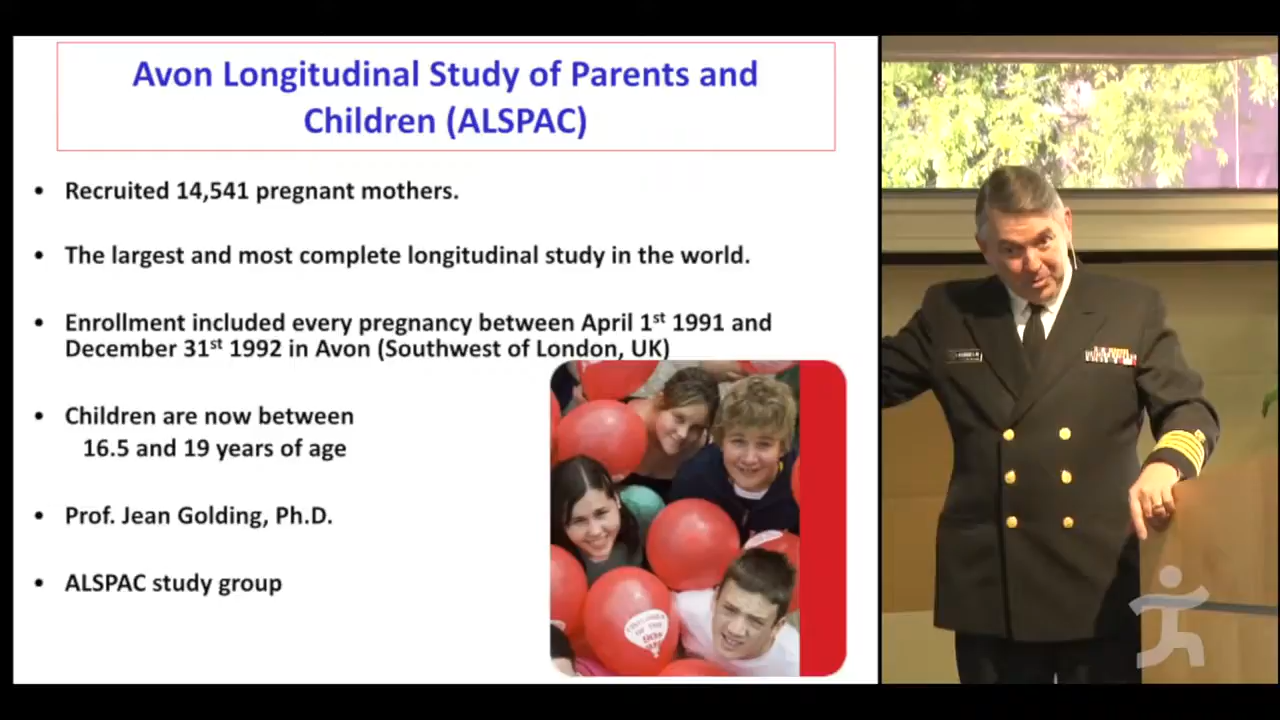 Avon Longitudinal Study of Parents and
Children (ALSPAC)
• Recruited 14,541 pregnant mothers.
• The largest and most complete longitudinal study in the world.
• Enrollment included every pregnancy between April 1st 1991 and
December 31st 1992 in Avon (Southwest of London, UK)
• Children are now between
16.5 and 19 years of age
• Prof. Jean Golding, Ph.D.
• ALSPAC study group
OF THE
90s